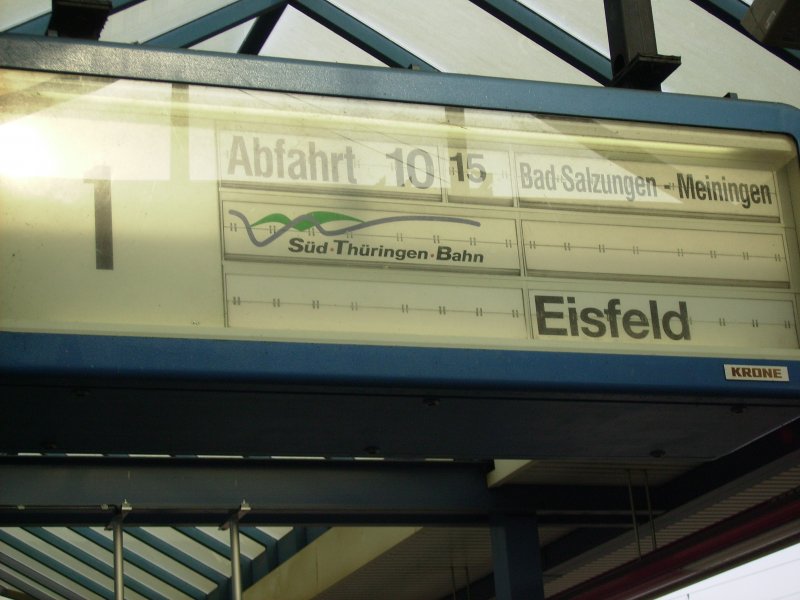 1
Abfahrt 10 15 Bad Salzungen - Meiningen
Süd·Thüringen·Bahn
Eisfeld
KRONE